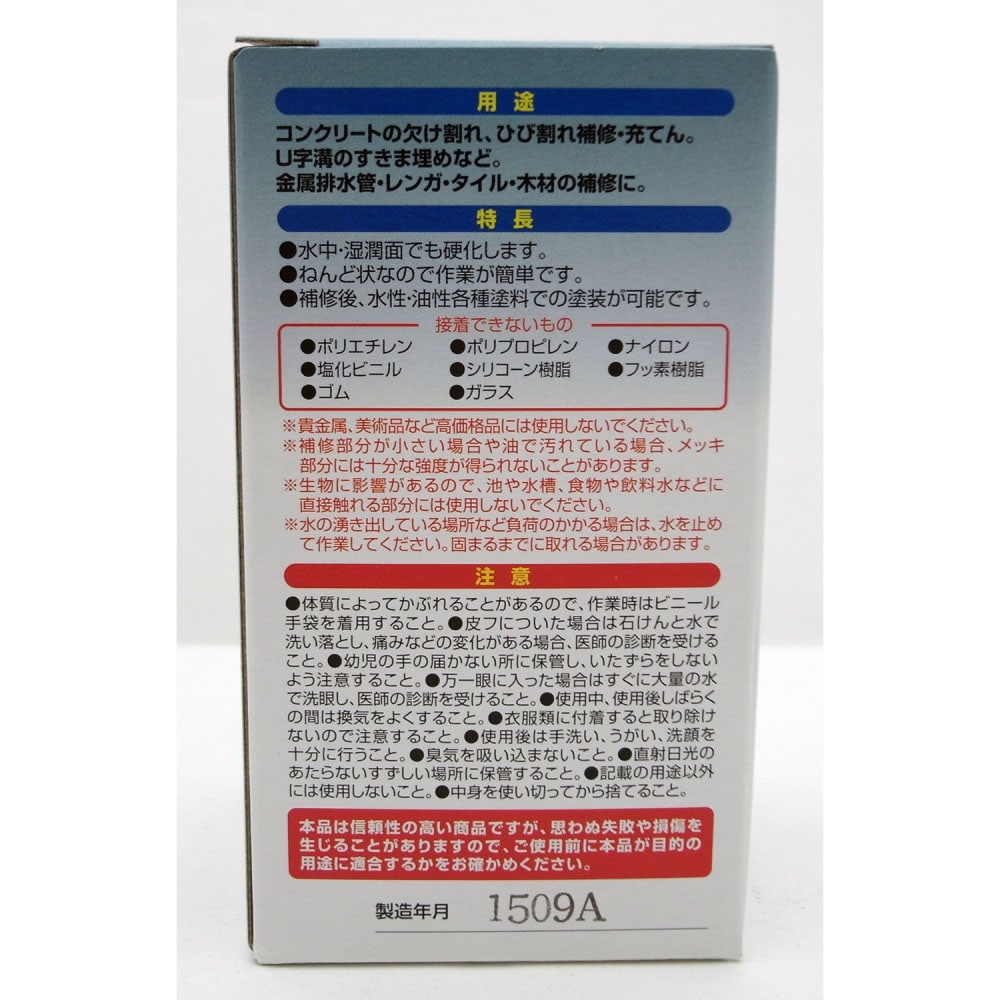 用途
コンクリートの欠け割れ、ひび割れ補修・充てん。
U字溝のすきま埋めなど。
金属排水管・レンガ・タイル・木材の補修に。
特長
●水中・湿潤面でも硬化します。
●ねんど状なので作業が簡単です。
●補修後、水性・油性各種塗料での塗装が可能です。
接着できないもの
●ポリエチレン ●ポリプロピレン ●ナイロン
●塩化ビニル ●シリコーン樹脂 ●フッ素樹脂
●ゴム ●ガラス
※貴金属、美術品など高価格品には使用しないでください。
※補修部分が小さい場合や油で汚れている場合、メッキ
部分には十分な強度が得られないことがあります。
※生物に影響があるので、池や水槽、食物や飲料水などに
直接触れる部分には使用しないでください。
※水の湧き出している場所など負荷のかかる場合は、水を止め
て作業してください。固まるまでに取れる場合があります。
注意
●体質によってかぶれることがあるので、作業時はビニール
手袋を着用すること。●皮フについた場合は石けんと水で
洗い落とし、痛みなどの変化がある場合、医師の診断を受ける
こと。●幼児の手の届かない所に保管し、いたずらをしない
よう注意すること。●万一眼に入った場合はすぐに大量の水
で洗眼し、医師の診断を受けること。●使用中、使用後しばらく
の間は換気をよくすること。●衣服類に付着すると取り除け
ないので注意すること。●使用後は手洗い、うがい、洗顔を
十分に行うこと。●臭気を吸い込まないこと。●直射日光の
あたらないすずしい場所に保管すること。●記載の用途以外
には使用しないこと。●中身を使い切ってから捨てること。
本品は信頼性の高い商品ですが、思わぬ失敗や損傷を
生じることがありますので、ご使用前に本品が目的の
用途に適合するかをお確かめください。
製造年月 1509A